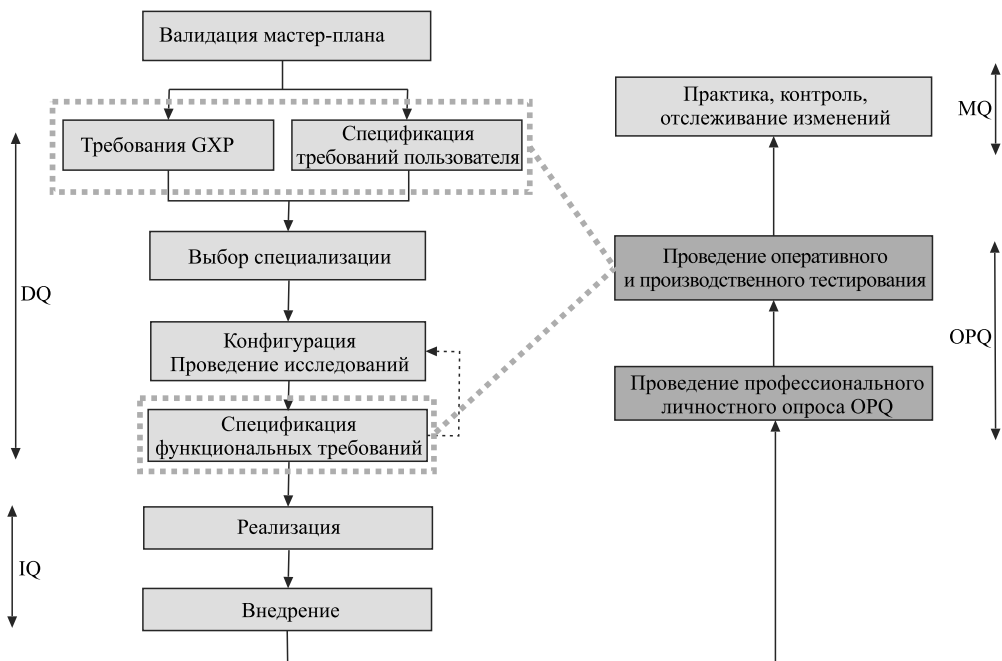 Валидация мастер-плана
Требования GXP
Спецификация
требований пользователя
Выбор специализации
Конфигурация
Проведение исследований
Спецификация
функциональных требований
Реализация
Внедрение
DQ
IQ
Практика, контроль,
отслеживание изменений
Проведение оперативного
и производственного тестирования
Проведение профессионального
личностного опроса OPQ
MQ
OPQ